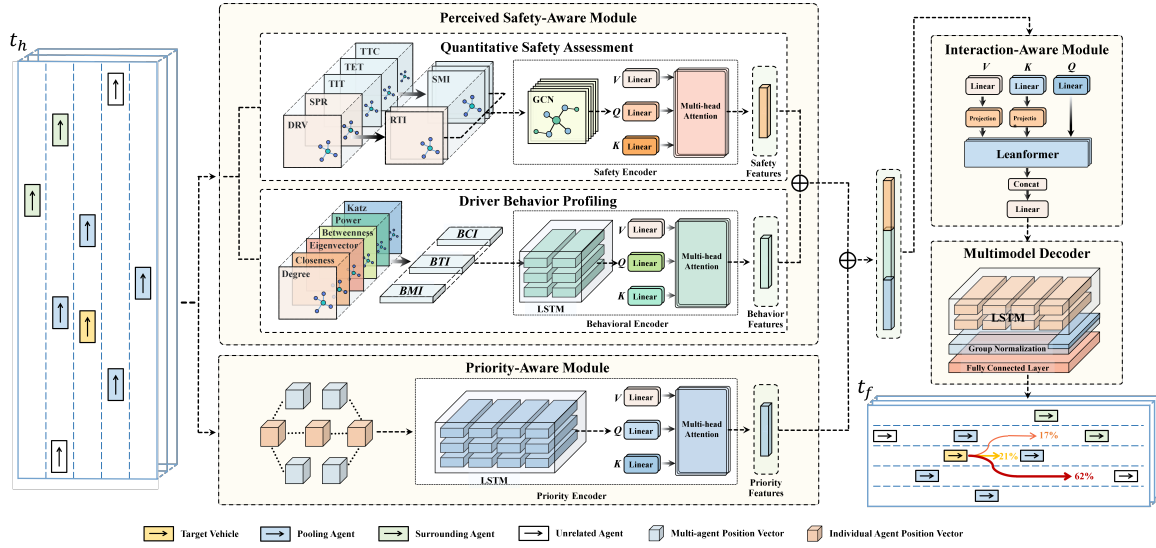 t_h
Perceived Safety-Aware Module
Quantitative Safety Assessment
TTC
TET
TIT
SPR
DRV
SMI
RTI
GCN
V Linear
Q Linear
K Linear
Multi-head
Attention
Safety Encoder
Safety
Features
Driver Behavior Profiling
Katz
Power
Betweenness
Eigenvector
Closeness
Degree
BCI
BTI
BMI
LSTM
V Linear
Q Linear
K Linear
Multi-head
Attention
Behavioral Encoder
Behavior
Features
Priority-Aware Module
LSTM
V Linear
Q Linear
K Linear
Multi-head
Attention
Priority Encoder
Priority
Features
Interaction-Aware Module
V K Q
Linear Linear Linear
Projection Projectio
Leanformer
Concat
Linear
Multimodel Decoder
LSTM
Group Normalization
Fully Connected Layer
t_f
17%
21%
62%
Target Vehicle Pooling Agent Surrounding Agent Unrelated Agent Multi-agent Position Vector Individual Agent Position Vector